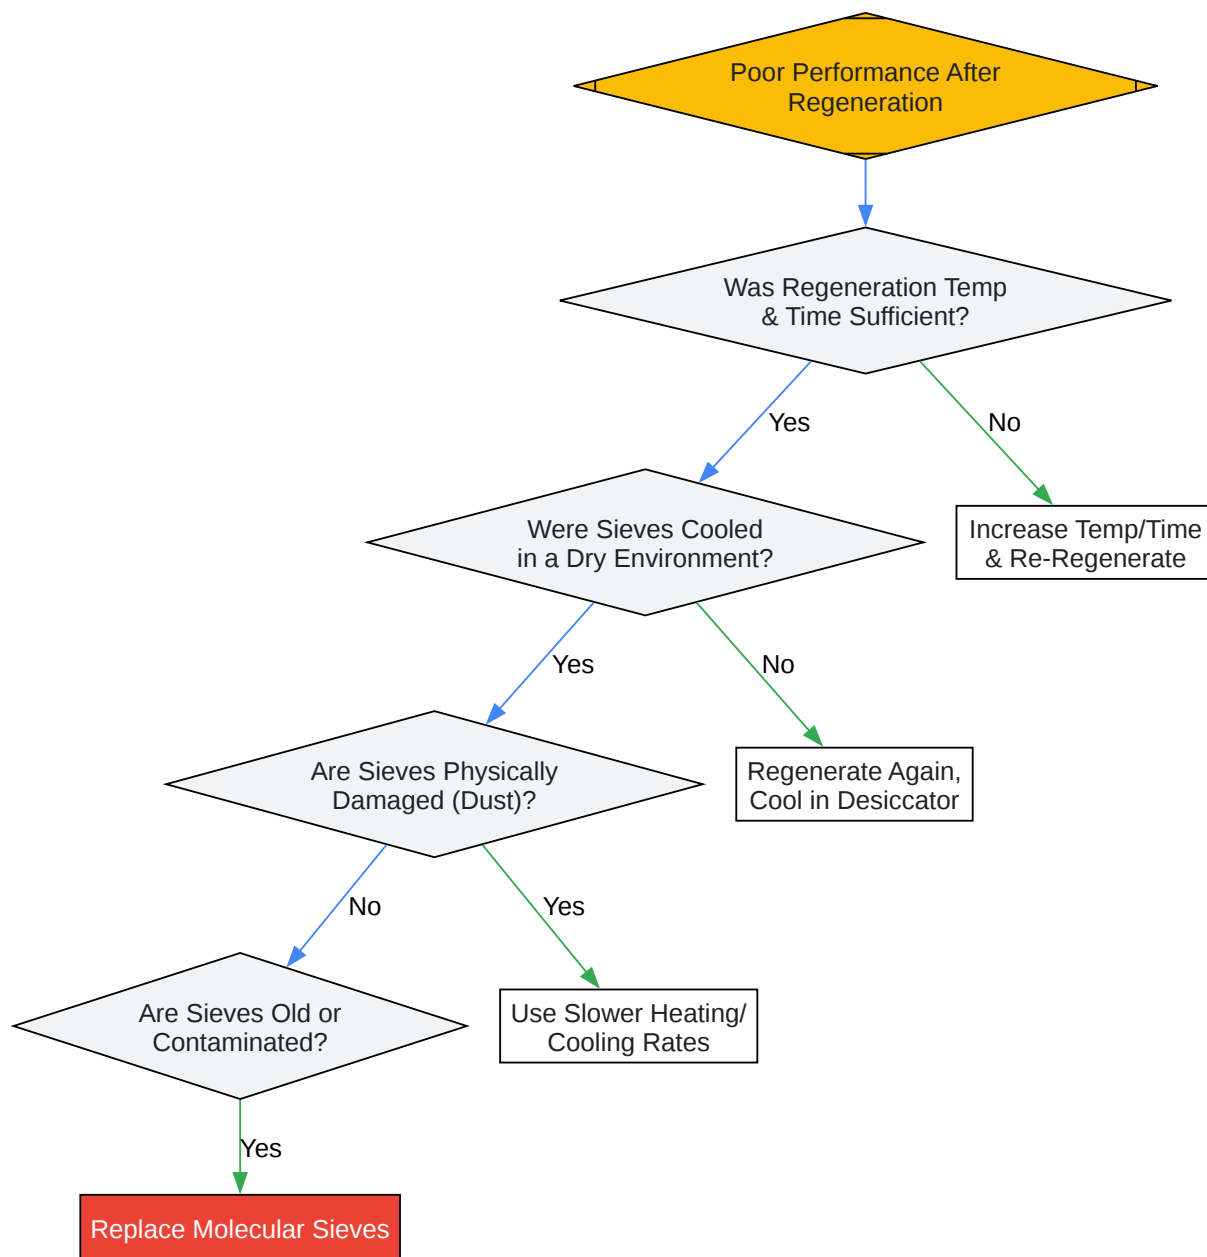 Poor Performance After
Regeneration
Was Regeneration Temp
& Time Sufficient?
Yes
No
Were Sieves Cooled
in a Dry Environment?
Increase Temp/Time
& Re-Regenerate
Yes
No
Are Sieves Physically
Damaged (Dust)?
Regenerate Again,
Cool in Desiccator
No
Yes
Are Sieves Old or
Contaminated?
Use Slower Heating/
Cooling Rates
Yes
Replace Molecular Sieves